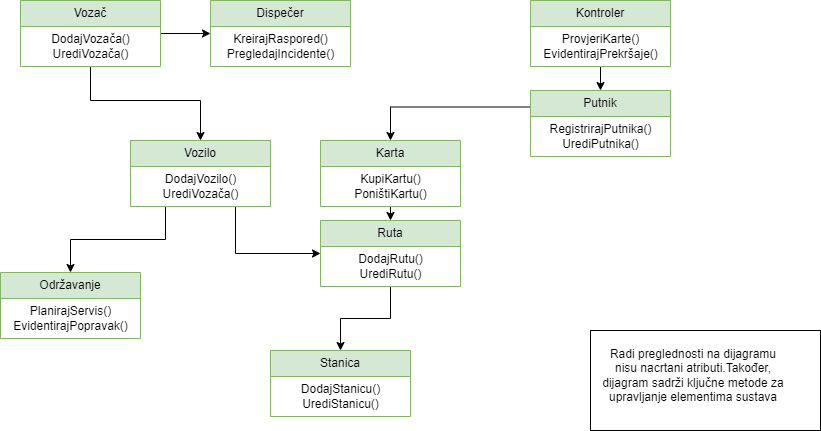 Vozač
DodajVozača()
UrediVozača()
Dispečer
KreirajRaspored()
PregledajIncidente()
Kontroler
ProvjeriKarte()
EvidentirajPrekršaje()
Putnik
RegistrirajPutnika()
UrediPutnika()
Vozilo
DodajVozilo()
UrediVozača()
Karta
KupiKartu()
PoništiKartu()
Ruta
DodajRutu()
UrediRutu()
Održavanje
PlanirajServis()
EvidentirajPopravak()
Stanica
DodajStanicu()
UrediStanicu()
Radi preglednosti na dijagramu
nisu nacrtani atributi.Također,
dijagram sadrži ključne metode za
upravljanje elementima sustava